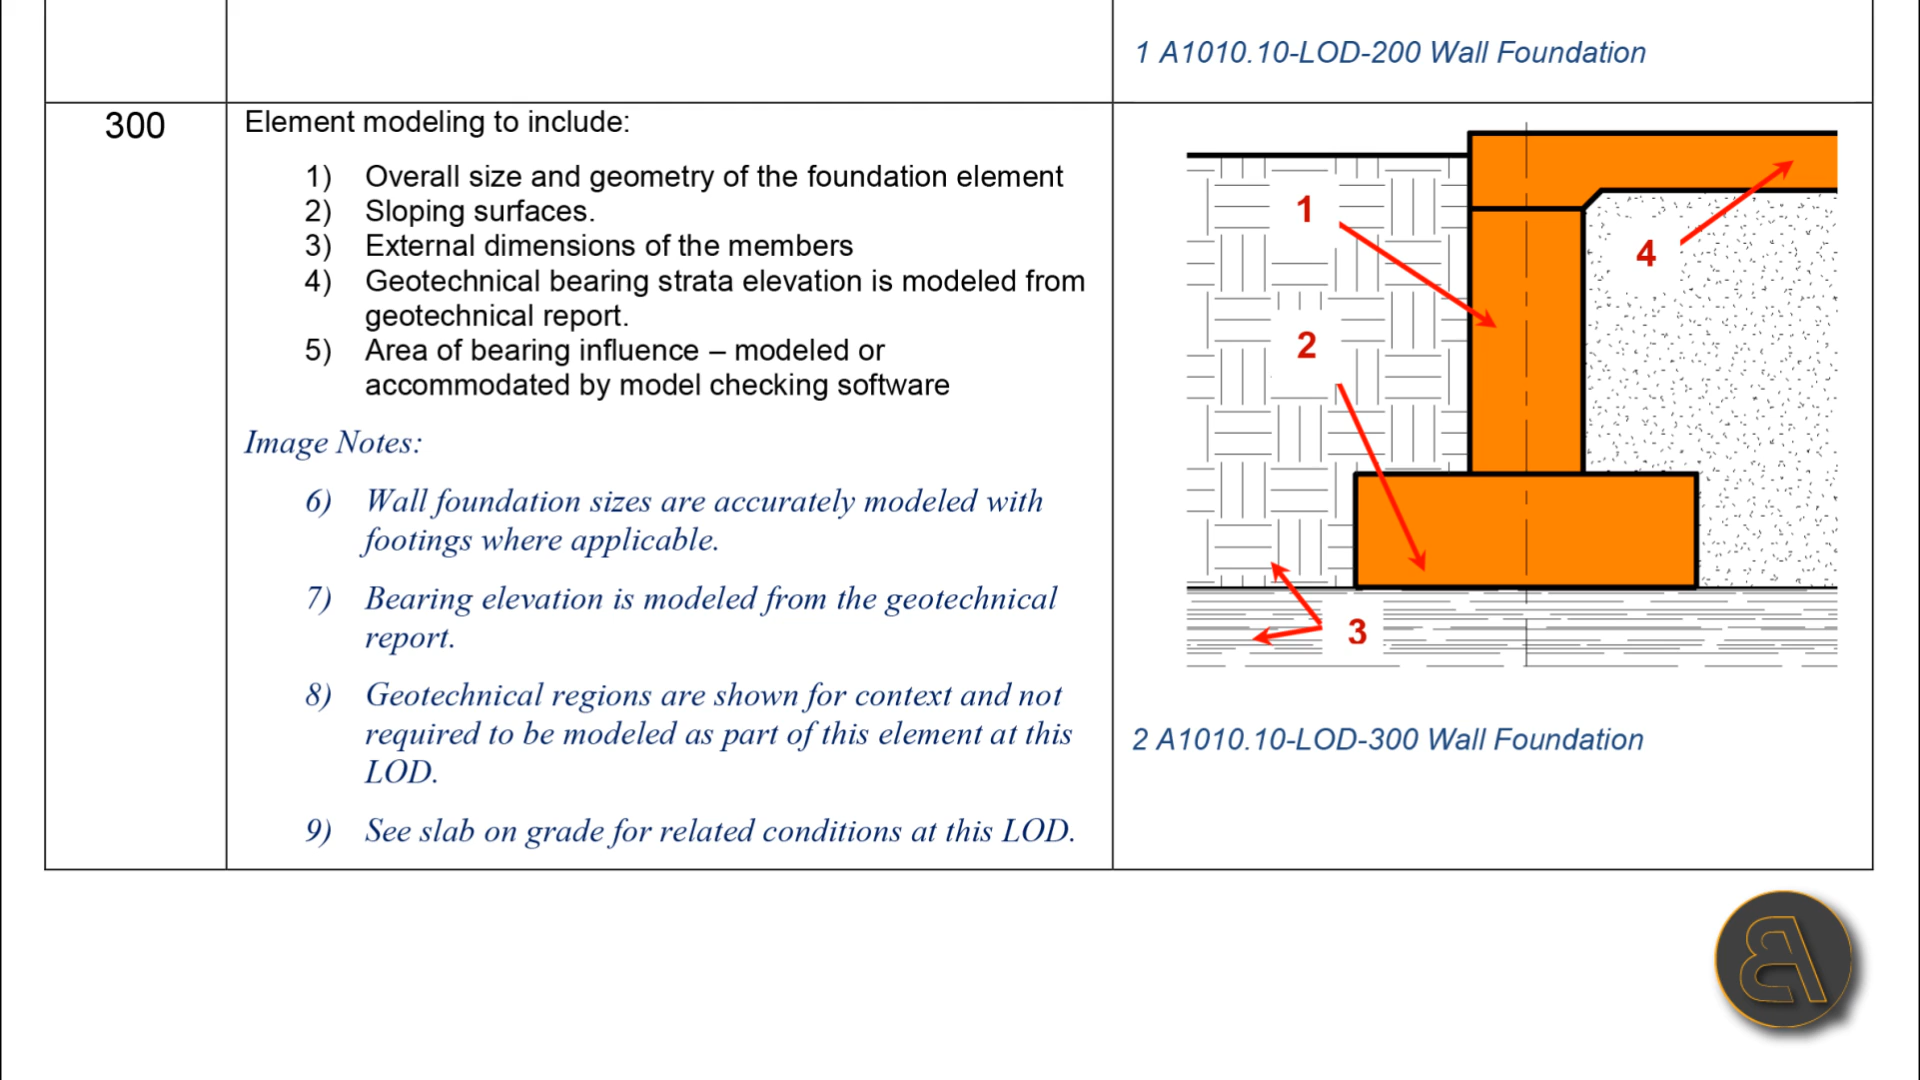 1 A1010.10-LOD-200 Wall Foundation
300
Element modeling to include:
1) Overall size and geometry of the foundation element
2) Sloping surfaces.
3) External dimensions of the members
4) Geotechnical bearing strata elevation is modeled from
geotechnical report.
5) Area of bearing influence – modeled or
accommodated by model checking software
Image Notes:
6) Wall foundation sizes are accurately modeled with
footings where applicable.
7) Bearing elevation is modeled from the geotechnical
report.
8) Geotechnical regions are shown for context and not
required to be modeled as part of this element at this
LOD.
9) See slab on grade for related conditions at this LOD.
1
4
2
3
2 A1010.10-LOD-300 Wall Foundation